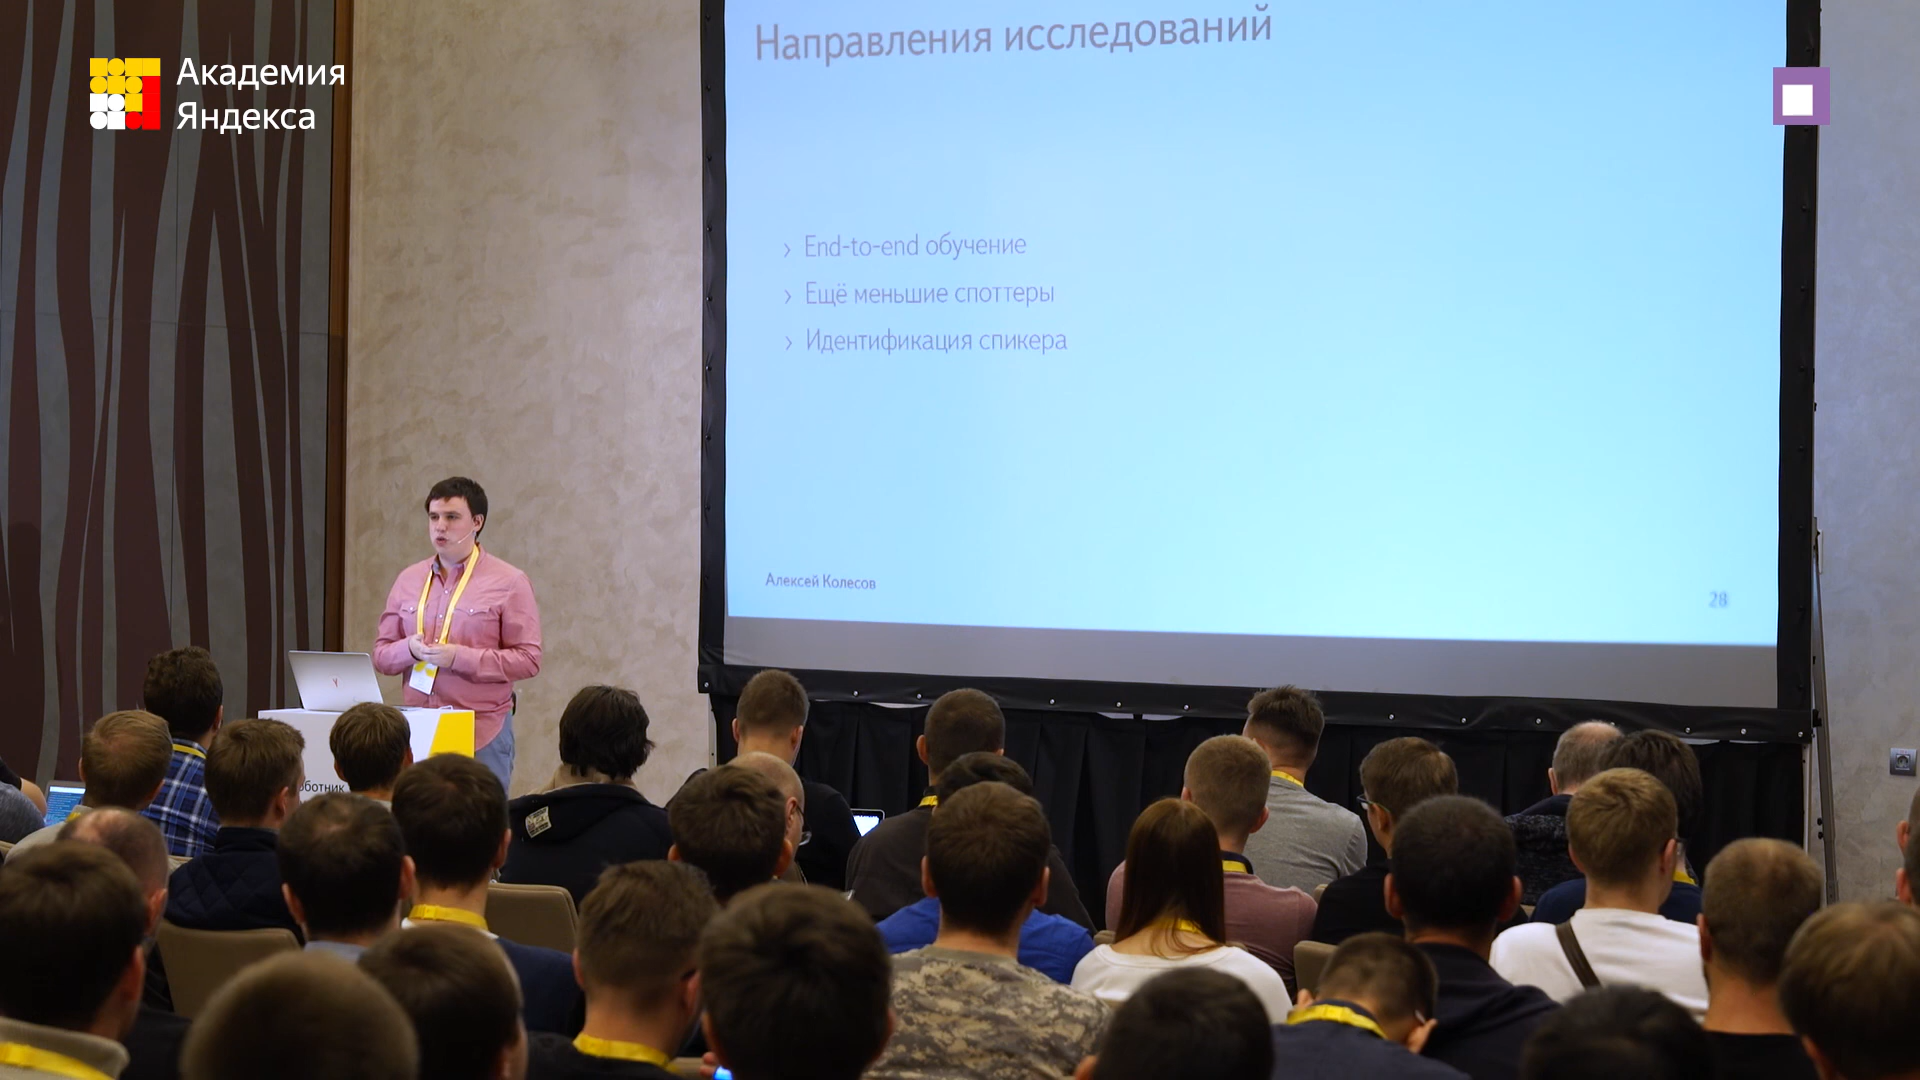 Академия
Яндекса
Направления исследований
› End-to-end обучение
› Ещё меньшие споттеры
› Идентификация спикера
Алексей Колесов
28